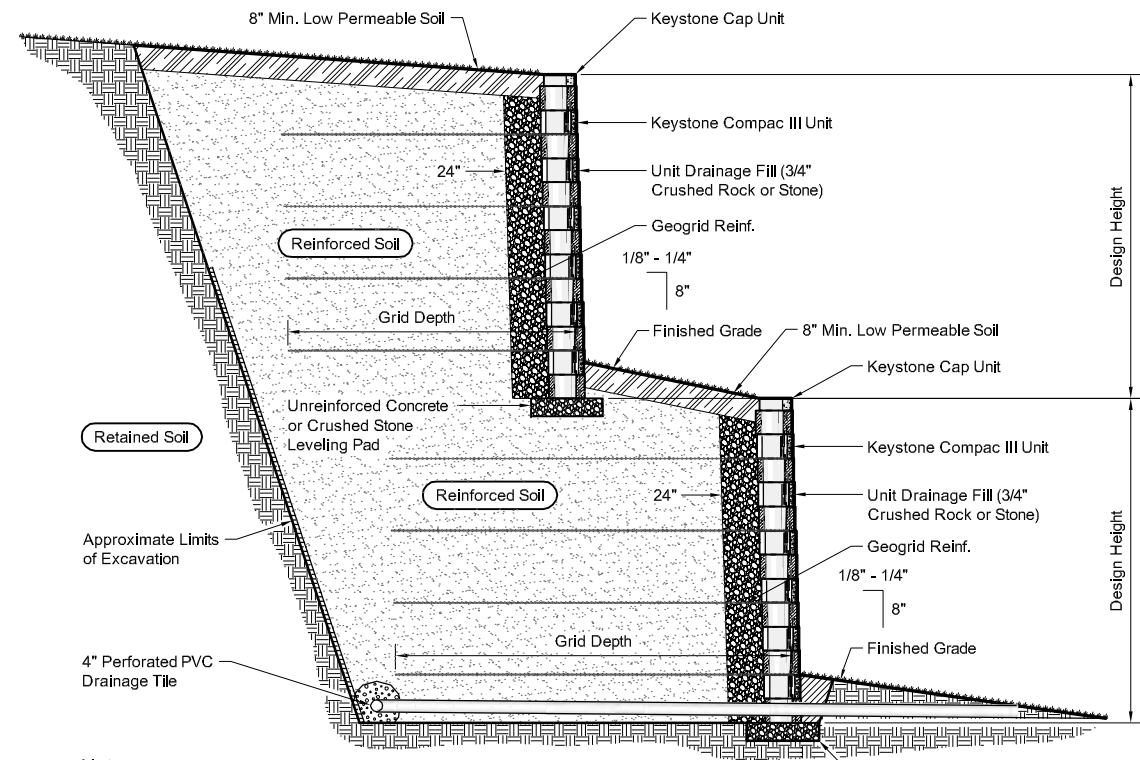 8" Min. Low Permeable Soil
Keystone Cap Unit
Keystone Compac III Unit
24"
Unit Drainage Fill (3/4"
Crushed Rock or Stone)
Geogrid Reinf.
Reinforced Soil
1/8" - 1/4"
8"
Design Height
Grid Depth
Finished Grade
8" Min. Low Permeable Soil
Keystone Cap Unit
Unreinforced Concrete
or Crushed Stone
Leveling Pad
Retained Soil
Keystone Compac III Unit
Reinforced Soil
24"
Unit Drainage Fill (3/4"
Crushed Rock or Stone)
Approximate Limits
of Excavation
Geogrid Reinf.
1/8" - 1/4"
8"
Design Height
Grid Depth
Finished Grade
4" Perforated PVC
Drainage Tile